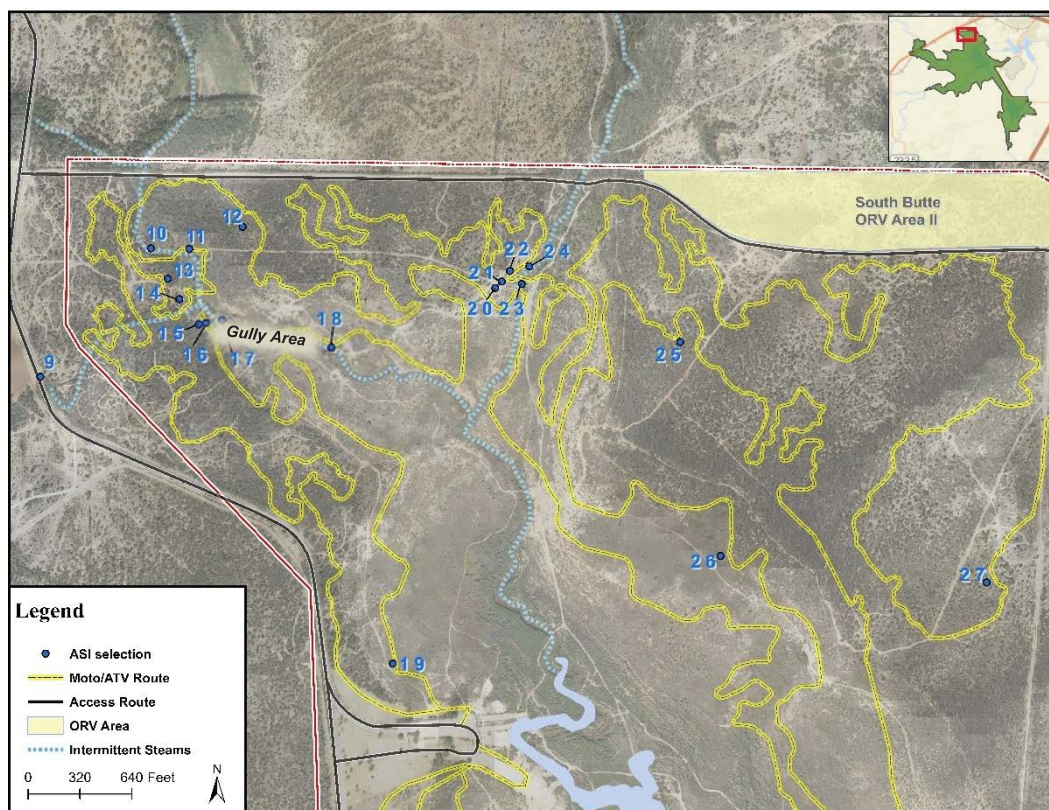 South Butte
ORV Area II
12
10
11
22
24
21
13
14
20
23
15
Gully Area
18
16
17
25
9
26
27
19
Legend
ASI selection
Moto/ATV Route
Access Route
ORV Area
Intermittent Steams
0 320 640 Feet
N